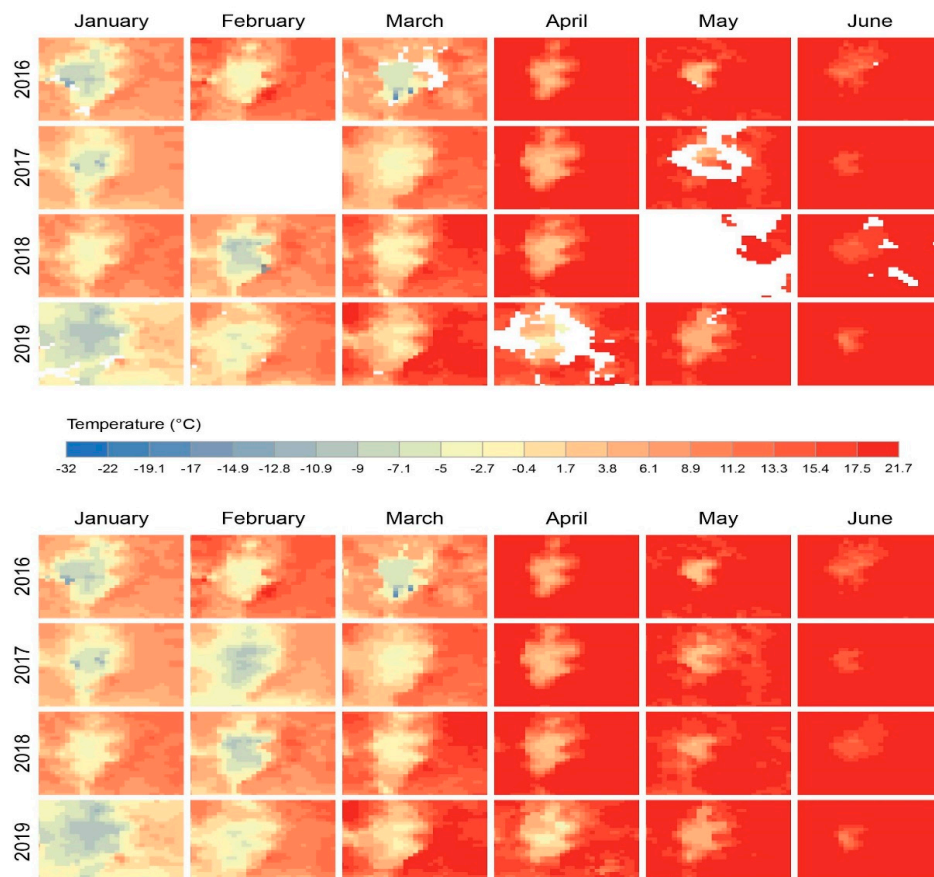 January February March April May June
2016
2017
2018
2019
Temperature (°C)
-32 -22 -19.1 -17 -14.9 -12.8 -10.9 -9 -7.1 -5 -2.7 -0.4 1.7 3.8 6.1 8.9 11.2 13.3 15.4 17.5 21.7
January February March April May June
2016
2017
2018
2019